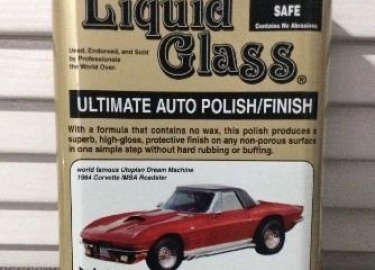 Liquid
SAFE
Contains No Abrasives
Used, Endorsed, and Sold
by Professionals
the World Over.
Glass®
ULTIMATE AUTO POLISH/FINISH
With a formula that contains no wax, this polish produces a
superb, high-gloss, protective finish on any non-porous surface
in one simple step without hard rubbing or buffing.
world famous Utopian Dream Machine
1964 Corvette IMSA Roadster